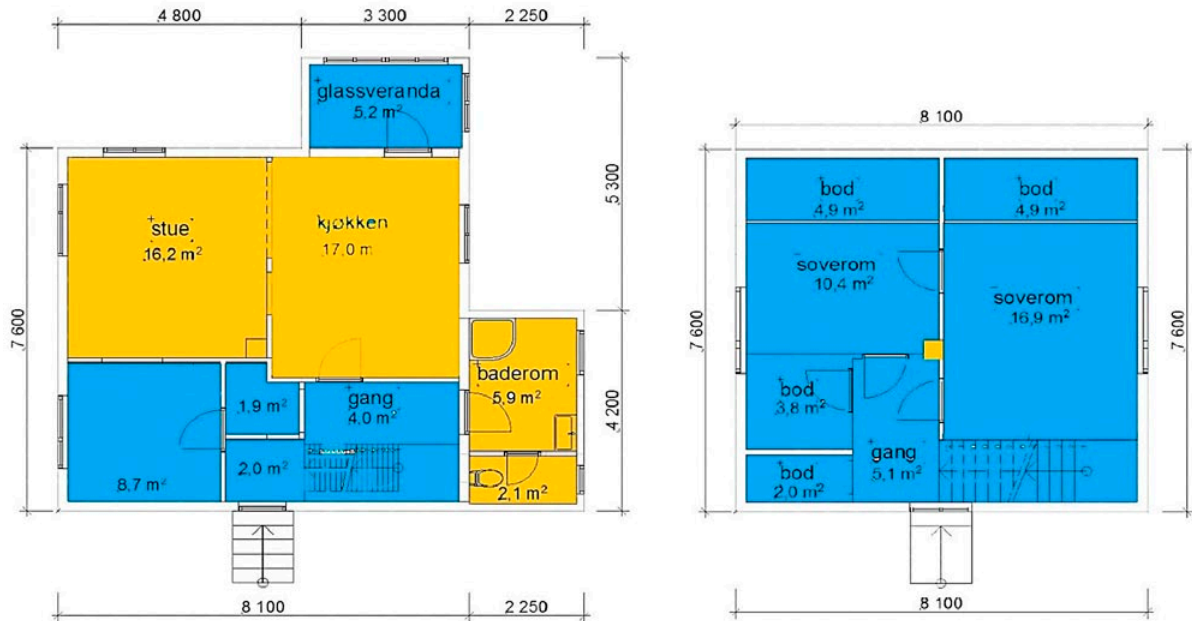 4 800
3 300
2 250
glassveranda
5,2 m²
5 300
7 600
stue
16,2 m²
kjøkken
17,0 m
baderom
5,9 m²
4 200
gang
4,0 m²
1,9 m²
8,7 m²
2,0 m²
2,1 m²
8 100
2 250
8 100
bod
4,9 m²
bod
4,9 m²
soverom
10,4 m²
soverom
16,9 m²
7 600
7 600
bod
3,8 m²
gang
5,1 m²
bod
2,0 m²
8 100